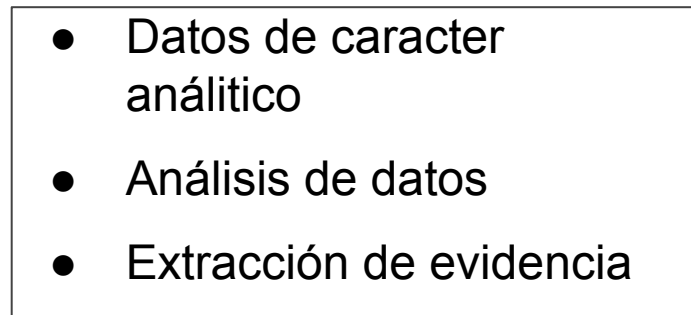 ● Datos de caracter
análitico
● Análisis de datos
● Extracción de evidencia